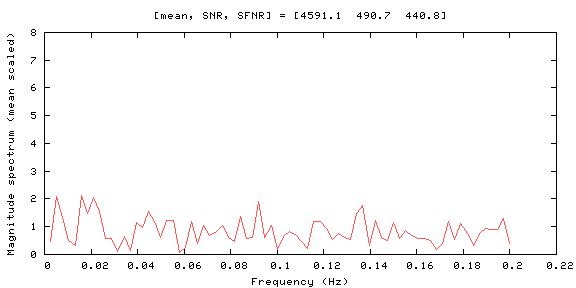 [mean, SNR, SFNR] = [4591.1 490.7 440.8]
8
7
6
5
4
3
2
1
0
Magnitude spectrum (mean scaled)
0 0.02 0.04 0.06 0.08 0.1 0.12 0.14 0.16 0.18 0.2 0.22
Frequency (Hz)